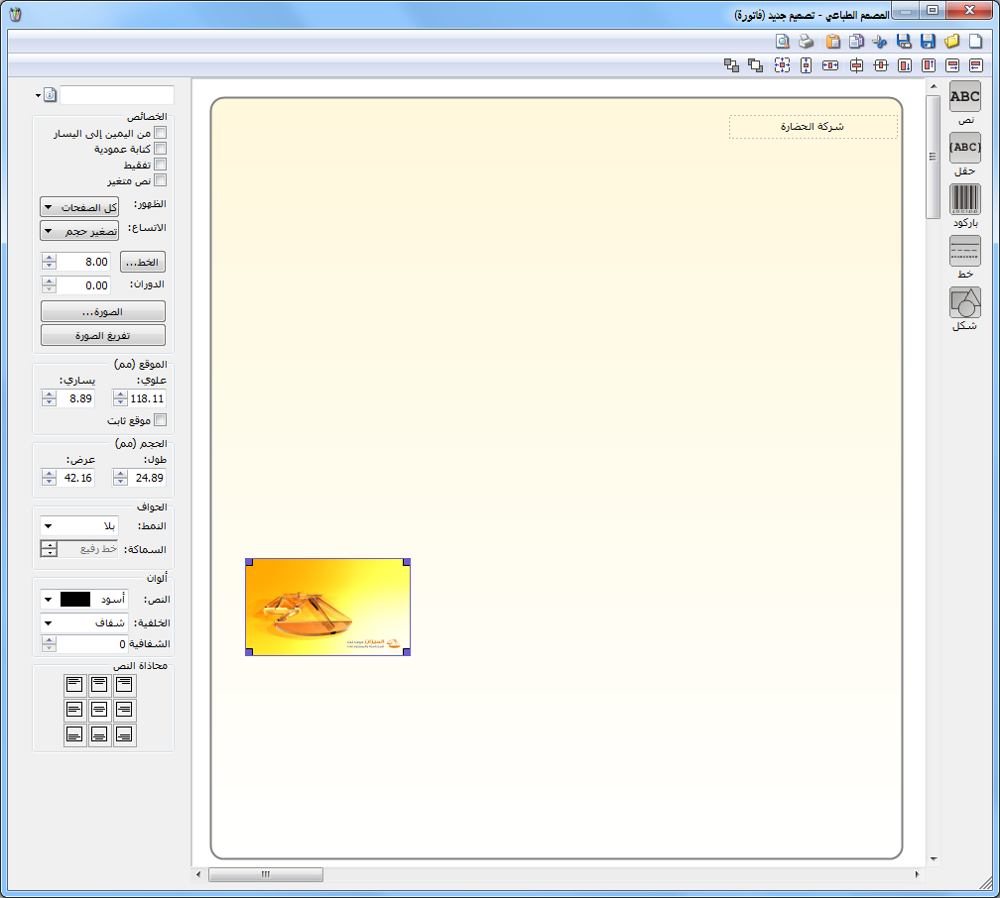 المصمم الطباعي - تصميم جديد (فاتورة)
ABC
نص
{ABC}
حقل
باركود
خط
شكل
شركة الحضارة
الميزان
الخصائص
من اليمين إلى اليسار
كتابة عمودية
تفقيط
نص متغير
الظهور: كل الصفحات
الاتساع: تصغير حجم
الخط... 8.00
الدوران: 0.00
الصورة...
تفريغ الصورة
الموقع (مم)
علوي: يساري:
118.11 8.89
موقع ثابت
الحجم (مم)
طول: عرض:
24.89 42.16
الحواف
النمط: بلا
السماكة: خط رفيع
ألوان
النص: أسود
الخلفية: شفاف
الشفافية 0
محاذاة النص